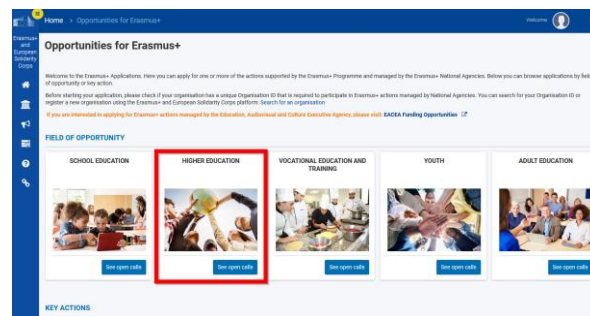 Home > Opportunities for Erasmus+
Welcome
Erasmus+
and
European
Solidarity
Corps
Opportunities for Erasmus+
Welcome to the Erasmus+ Applications. Here you can apply for one or more of the actions supported by the Erasmus+ Programme and managed by the Erasmus+ National Agencies. Below you can browse applications by field
of opportunity or key action.
Before starting your application, please check if your organisation has a unique Organisation ID that is required to participate in Erasmus+ actions managed by National Agencies. You can search for your Organisation ID or
register a new organisation using the Erasmus+ and European Solidarity Corps platform: Search for an organisation
If you are interested in applying for Erasmus+ actions managed by the Education, Audiovisual and Culture Executive Agency, please visit: EACEA Funding Opportunities
FIELD OF OPPORTUNITY
SCHOOL EDUCATION
HIGHER EDUCATION
VOCATIONAL EDUCATION AND
TRAINING
YOUTH
ADULT EDUCATION
See open calls
See open calls
See open calls
See open calls
See open calls
KEY ACTIONS